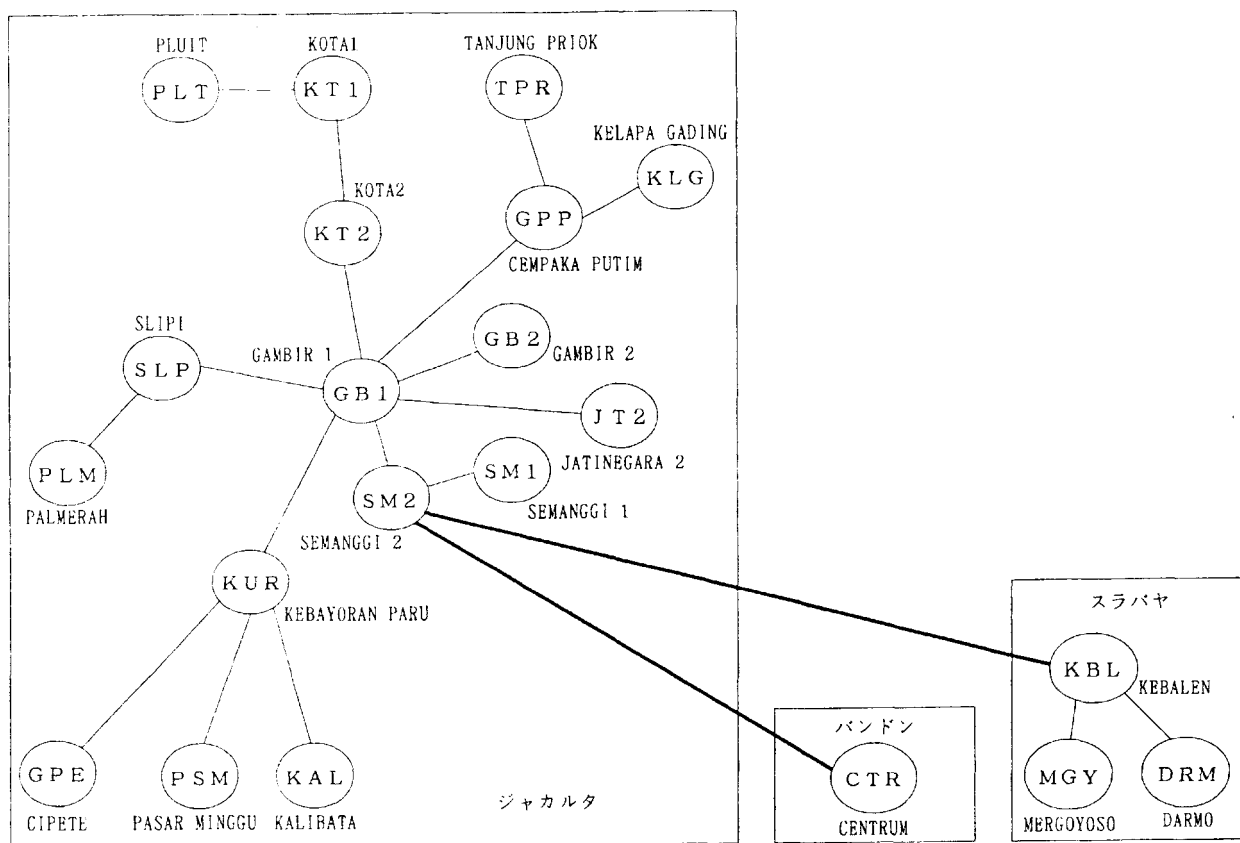 PLUIT
KOTA1
TANJUNG PRIOK
PLT
KT1
TPR
KELAPA GADING
KLG
KOTA2
GPP
KT2
CEMPAKA PUTIM
SLIPI
GB2
GAMBIR 1
GAMBIR 2
SLP
GB1
JT2
JATINEGARA 2
SM1
PLM
SM2
SEMANGGI 1
PALMERAH
SEMANGGI 2
KUR
KEBAYORAN PARU
スラバヤ
KBL
KEBALEN
バンドン
GPE
PSM
KAL
CTR
MGY
DRM
ジャカルタ
CIPETE
PASAR MINGGU
KALIBATA
CENTRUM
MERGOYOSO
DARMO